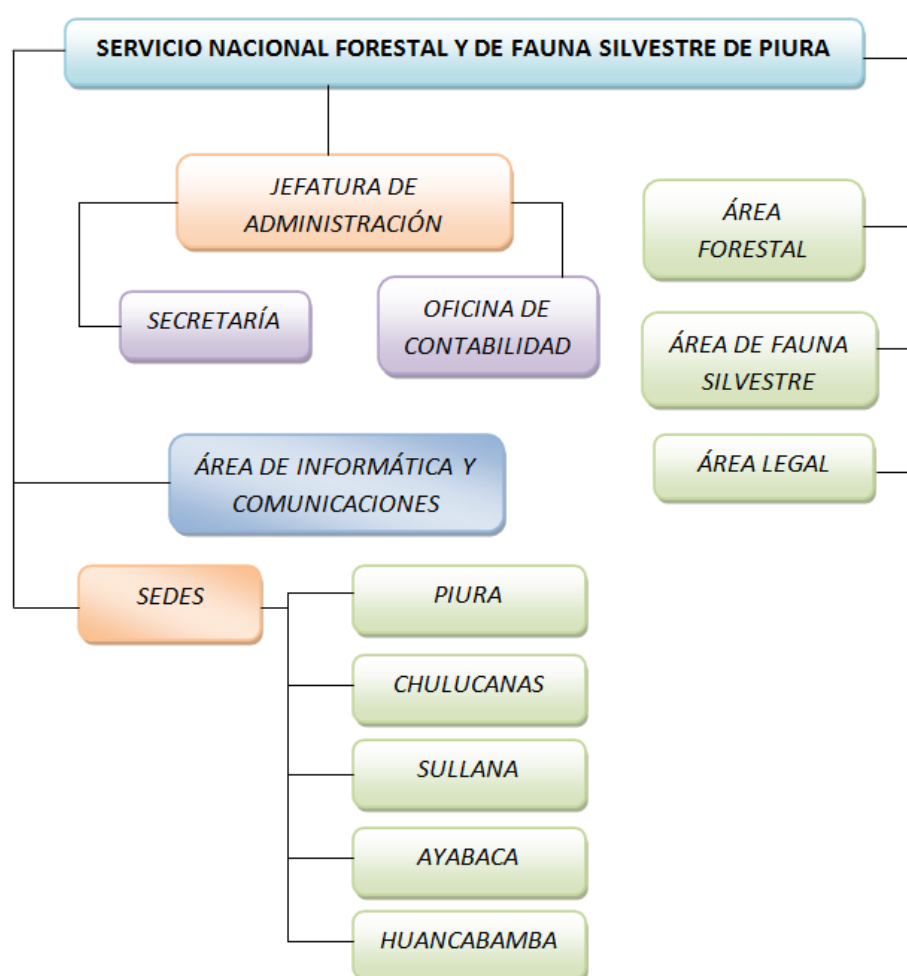 SERVICIO NACIONAL FORESTAL Y DE FAUNA SILVESTRE DE PIURA
JEFATURA DE
ADMINISTRACIÓN
SECRETARÍA
OFICINA DE
CONTABILIDAD
ÁREA
FORESTAL
ÁREA DE FAUNA
SILVESTRE
ÁREA LEGAL
ÁREA DE INFORMÁTICA Y
COMUNICACIONES
SEDES
PIURA
CHULUCANAS
SULLANA
AYABACA
HUANCABAMBA